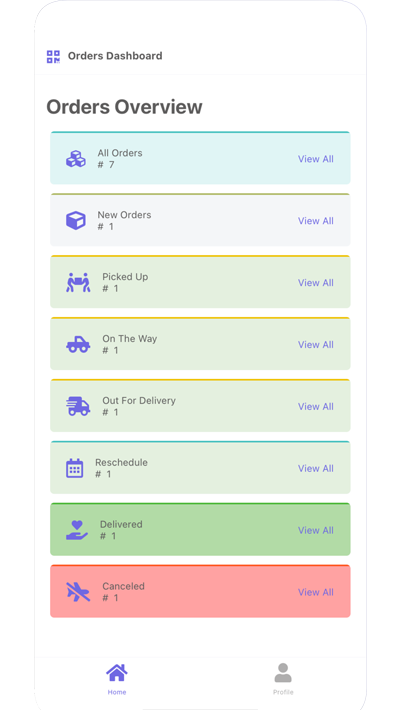 Orders Dashboard
Orders Overview
All Orders
# 7
View All
New Orders
# 1
View All
Picked Up
# 1
View All
On The Way
# 1
View All
Out For Delivery
# 1
View All
Reschedule
# 1
View All
Delivered
# 1
View All
Canceled
# 1
View All
Home
Profile